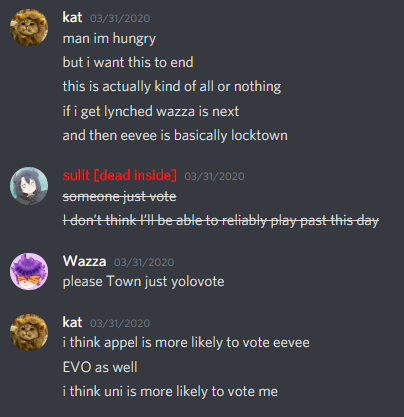 kat 03/31/2020
man im hungry
but i want this to end
this is actually kind of all or nothing
if i get lynched wazza is next
and then eevee is basically locktown
sulit [dead inside] 03/31/2020
someone just vote
I don't think I'll be able to reliably play past this day
Wazza 03/31/2020
please Town just yolovote
kat 03/31/2020
i think appel is more likely to vote eevee
EVO as well
i think uni is more likely to vote me